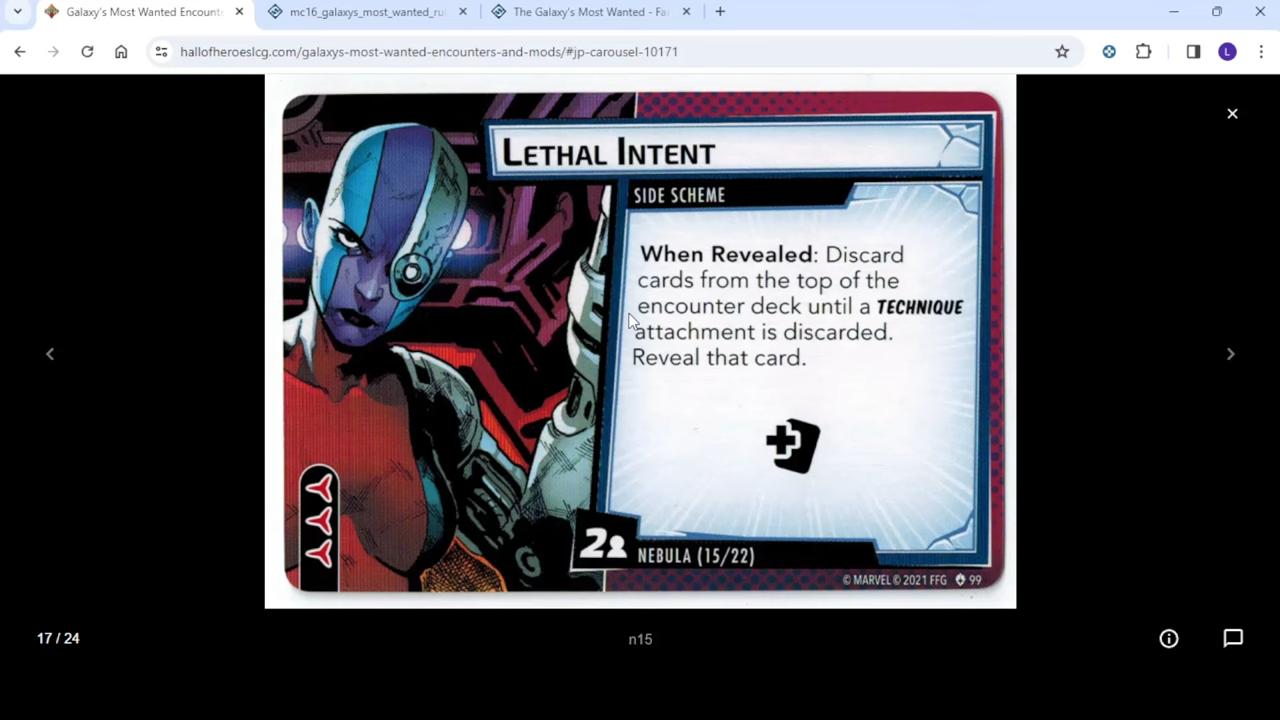 Galaxy's Most Wanted Encount
mc16_galaxys_most_wanted_ru
The Galaxy's Most Wanted - Fa
hallofheroeslcg.com/galaxys-most-wanted-encounters-and-mods/#jp-carousel-10171
L
LETHAL INTENT
SIDE SCHEME
When Revealed: Discard
cards from the top of the
encounter deck until a TECHNIQUE
attachment is discarded.
Reveal that card.
2
NEBULA (15/22)
© MARVEL © 2021 FFG 99
17 / 24
n15